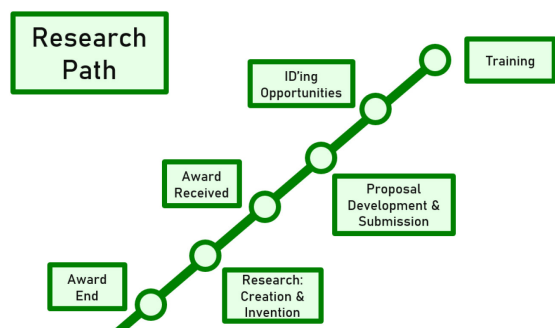 Research
Path
ID'ing
Opportunities
Training
Award
Received
Proposal
Development &
Submission
Award
End
Research:
Creation &
Invention